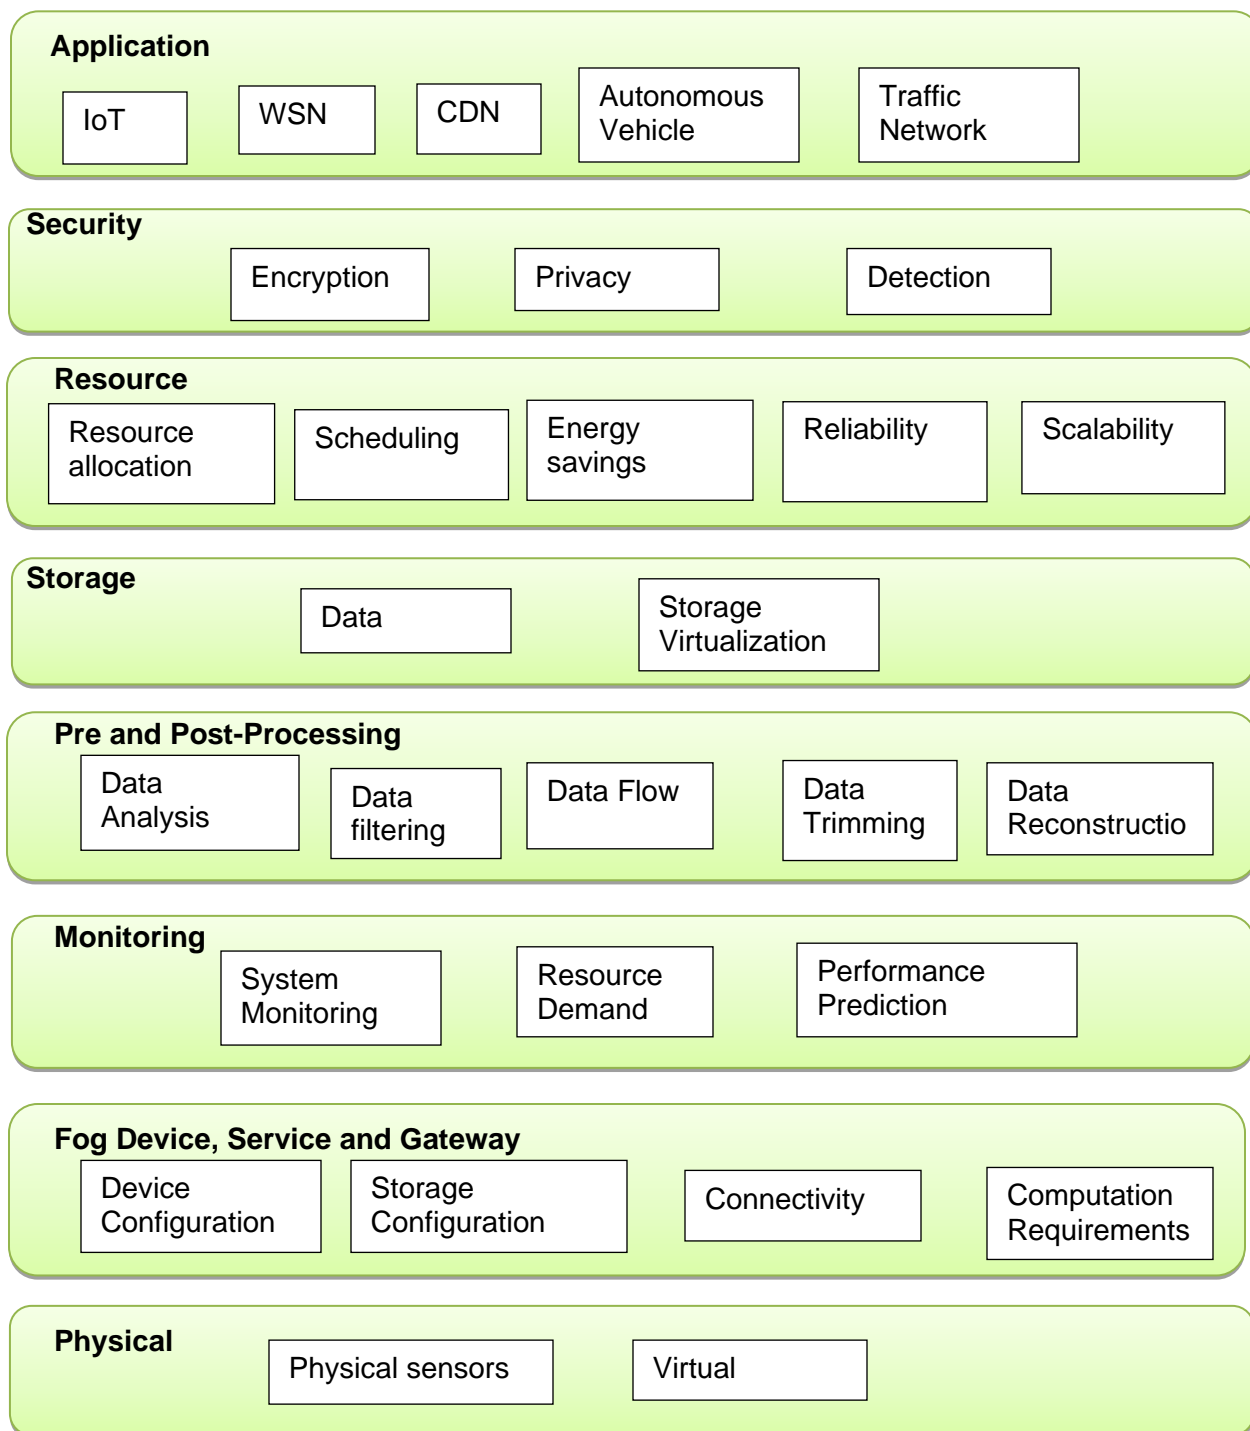 Application
IoT
WSN
CDN
Autonomous
Vehicle
Traffic
Network
Security
Encryption
Privacy
Detection
Resource
Resource
allocation
Scheduling
Energy
savings
Reliability
Scalability
Storage
Data
Storage
Virtualization
Pre and Post-Processing
Data
Analysis
Data
filtering
Data Flow
Data
Trimming
Data
Reconstructio
Monitoring
System
Monitoring
Resource
Demand
Performance
Prediction
Fog Device, Service and Gateway
Device
Configuration
Storage
Configuration
Connectivity
Computation
Requirements
Physical
Physical sensors
Virtual